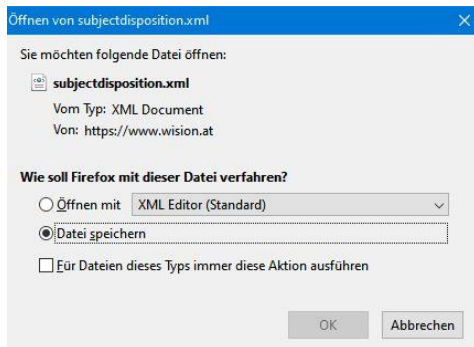 Öffnen von subjectdisposition.xml
Sie möchten folgende Datei öffnen:
subjectdisposition.xml
Vom Typ: XML Document
Von: https://www.wision.at
Wie soll Firefox mit dieser Datei verfahren?
Öffnen mit XML Editor (Standard)
Datei speichern
Für Dateien dieses Typs immer diese Aktion ausführen
OK Abbrechen